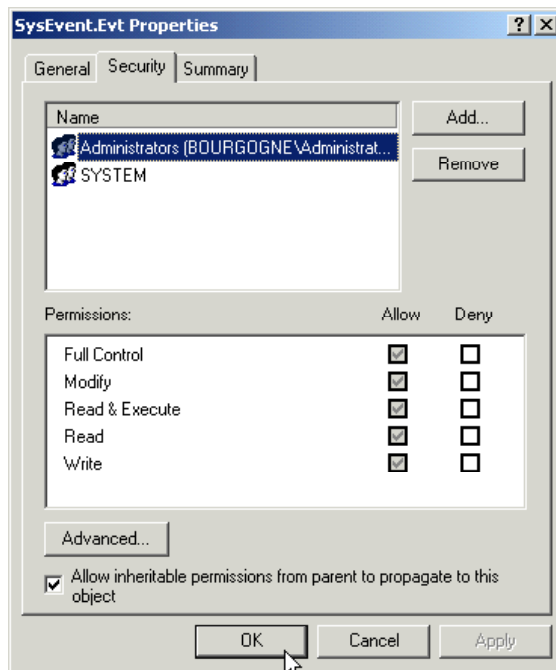 SysEvent.Evt Properties
General Security Summary
Name
Add...
Administrators (BOURGOGNE\Administrat...
Remove
SYSTEM
Permissions: Allow Deny
Full Control
Modify
Read & Execute
Read
Write
Advanced...
Allow inheritable permissions from parent to propagate to this
object
OK Cancel Apply